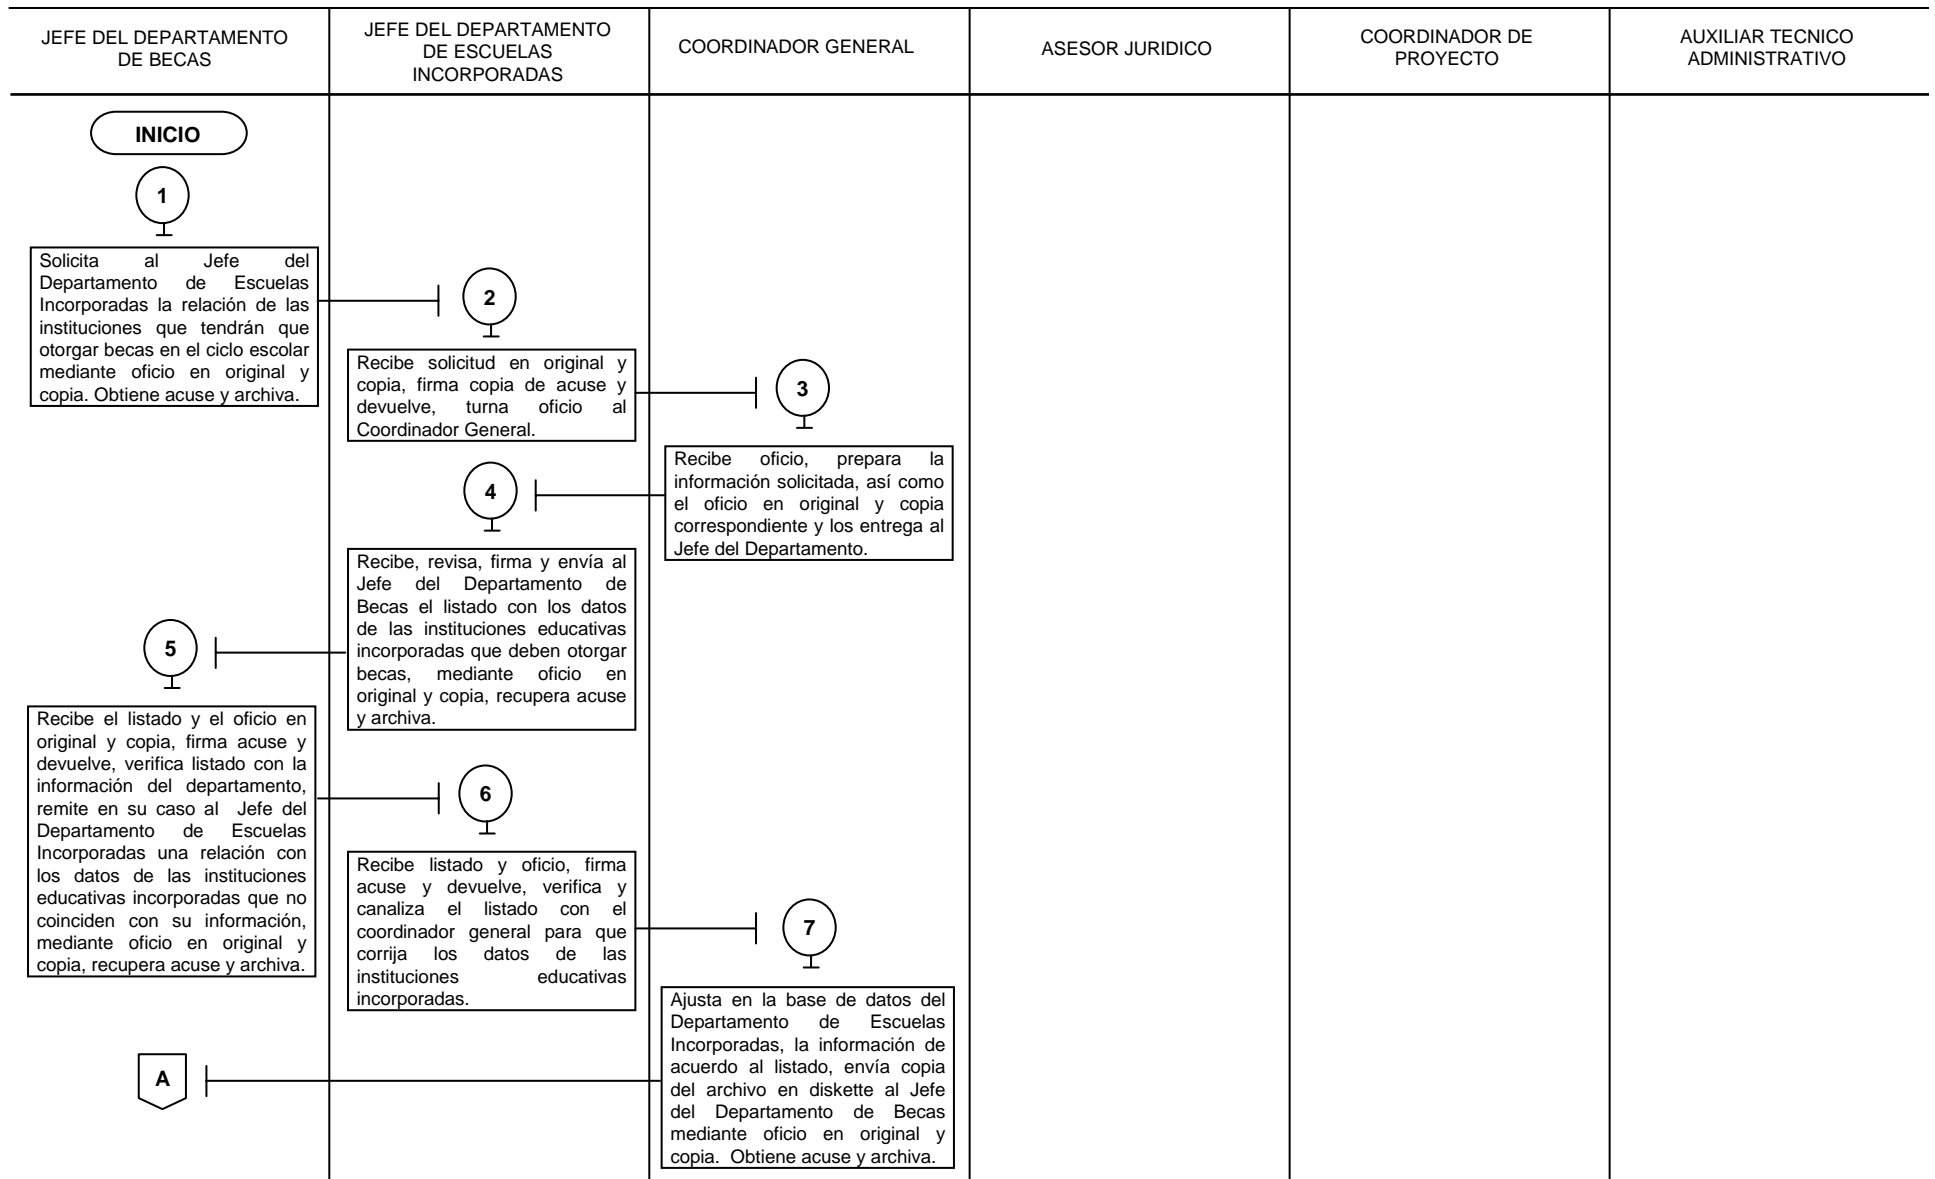 JEFE DEL DEPARTAMENTO
DE BECAS
JEFE DEL DEPARTAMENTO
DE ESCUELAS
INCORPORADAS
COORDINADOR GENERAL
ASESOR JURIDICO
COORDINADOR DE
PROYECTO
AUXILIAR TECNICO
ADMINISTRATIVO
INICIO
1
Solicita al Jefe del
Departamento de Escuelas
Incorporadas la relación de las
instituciones que tendrán que
otorgar becas en el ciclo escolar
mediante oficio en original y
copia. Obtiene acuse y archiva.
2
Recibe solicitud en original y
copia, firma copia de acuse y
devuelve, turna oficio al
Coordinador General.
3
Recibe oficio, prepara la
información solicitada, así como
el oficio en original y copia
correspondiente y los entrega al
Jefe del Departamento.
4
Recibe, revisa, firma y envía al
Jefe del Departamento de
Becas el listado con los datos
de las instituciones educativas
incorporadas que deben otorgar
becas, mediante oficio en
original y copia, recupera acuse
y archiva.
5
Recibe el listado y el oficio en
original y copia, firma acuse y
devuelve, verifica listado con la
información del departamento,
remite en su caso al Jefe del
Departamento de Escuelas
Incorporadas una relación con
los datos de las instituciones
educativas incorporadas que no
coinciden con su información,
mediante oficio en original y
copia, recupera acuse y archiva.
6
Recibe listado y oficio, firma
acuse y devuelve, verifica y
canaliza el listado con el
coordinador general para que
corrija los datos de las
instituciones educativas
incorporadas.
7
Ajusta en la base de datos del
Departamento de Escuelas
Incorporadas, la información de
acuerdo al listado, envía copia
del archivo en diskette al Jefe
del Departamento de Becas
mediante oficio en original y
copia. Obtiene acuse y archiva.
A